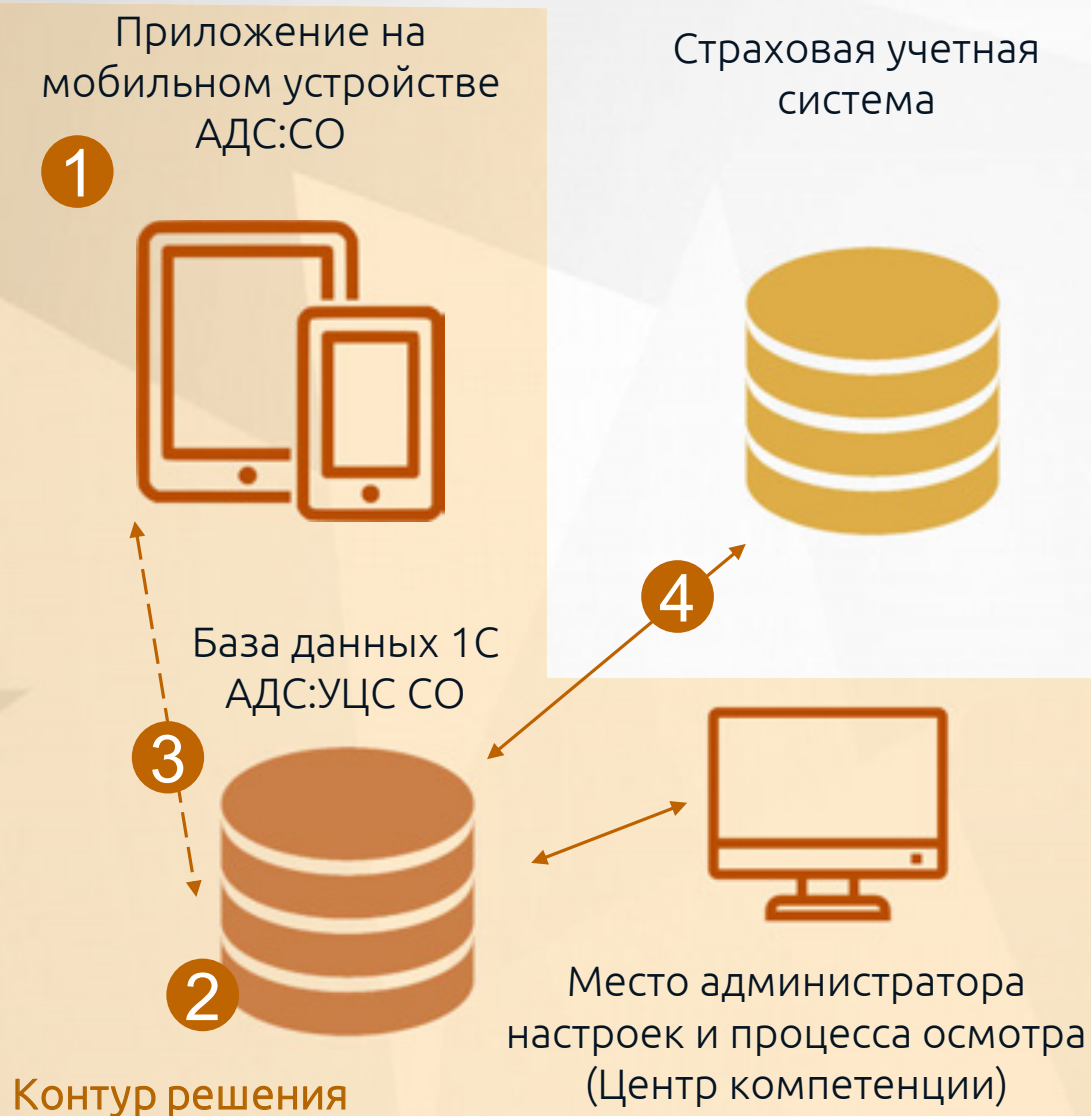 Приложение на
мобильном устройстве
АДС:СО
1
Страховая учетная
система
4
База данных 1С
АДС:УЦС СО
3
2
Место администратора
настроек и процесса осмотра
(Центр компетенции)
Контур решения